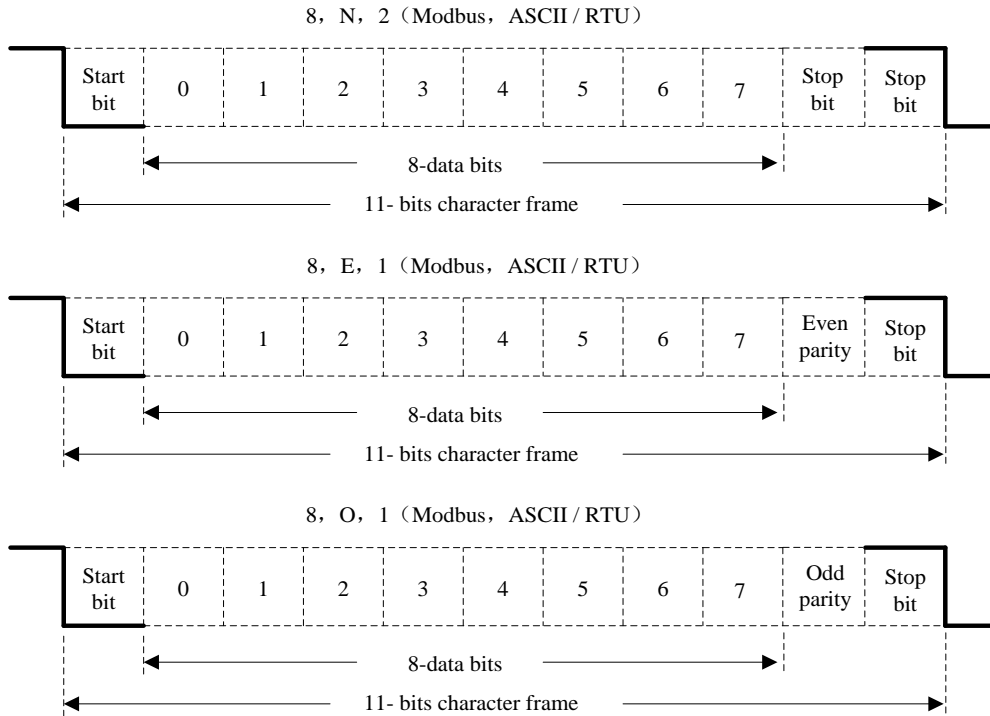 8，N，2（Modbus，ASCII / RTU）
Start bit 0 1 2 3 4 5 6 7 Stop bit Stop bit
8-data bits
11- bits character frame
8，E，1（Modbus，ASCII / RTU）
Start bit 0 1 2 3 4 5 6 7 Even parity Stop bit
8-data bits
11- bits character frame
8，O，1（Modbus，ASCII / RTU）
Start bit 0 1 2 3 4 5 6 7 Odd parity Stop bit
8-data bits
11- bits character frame